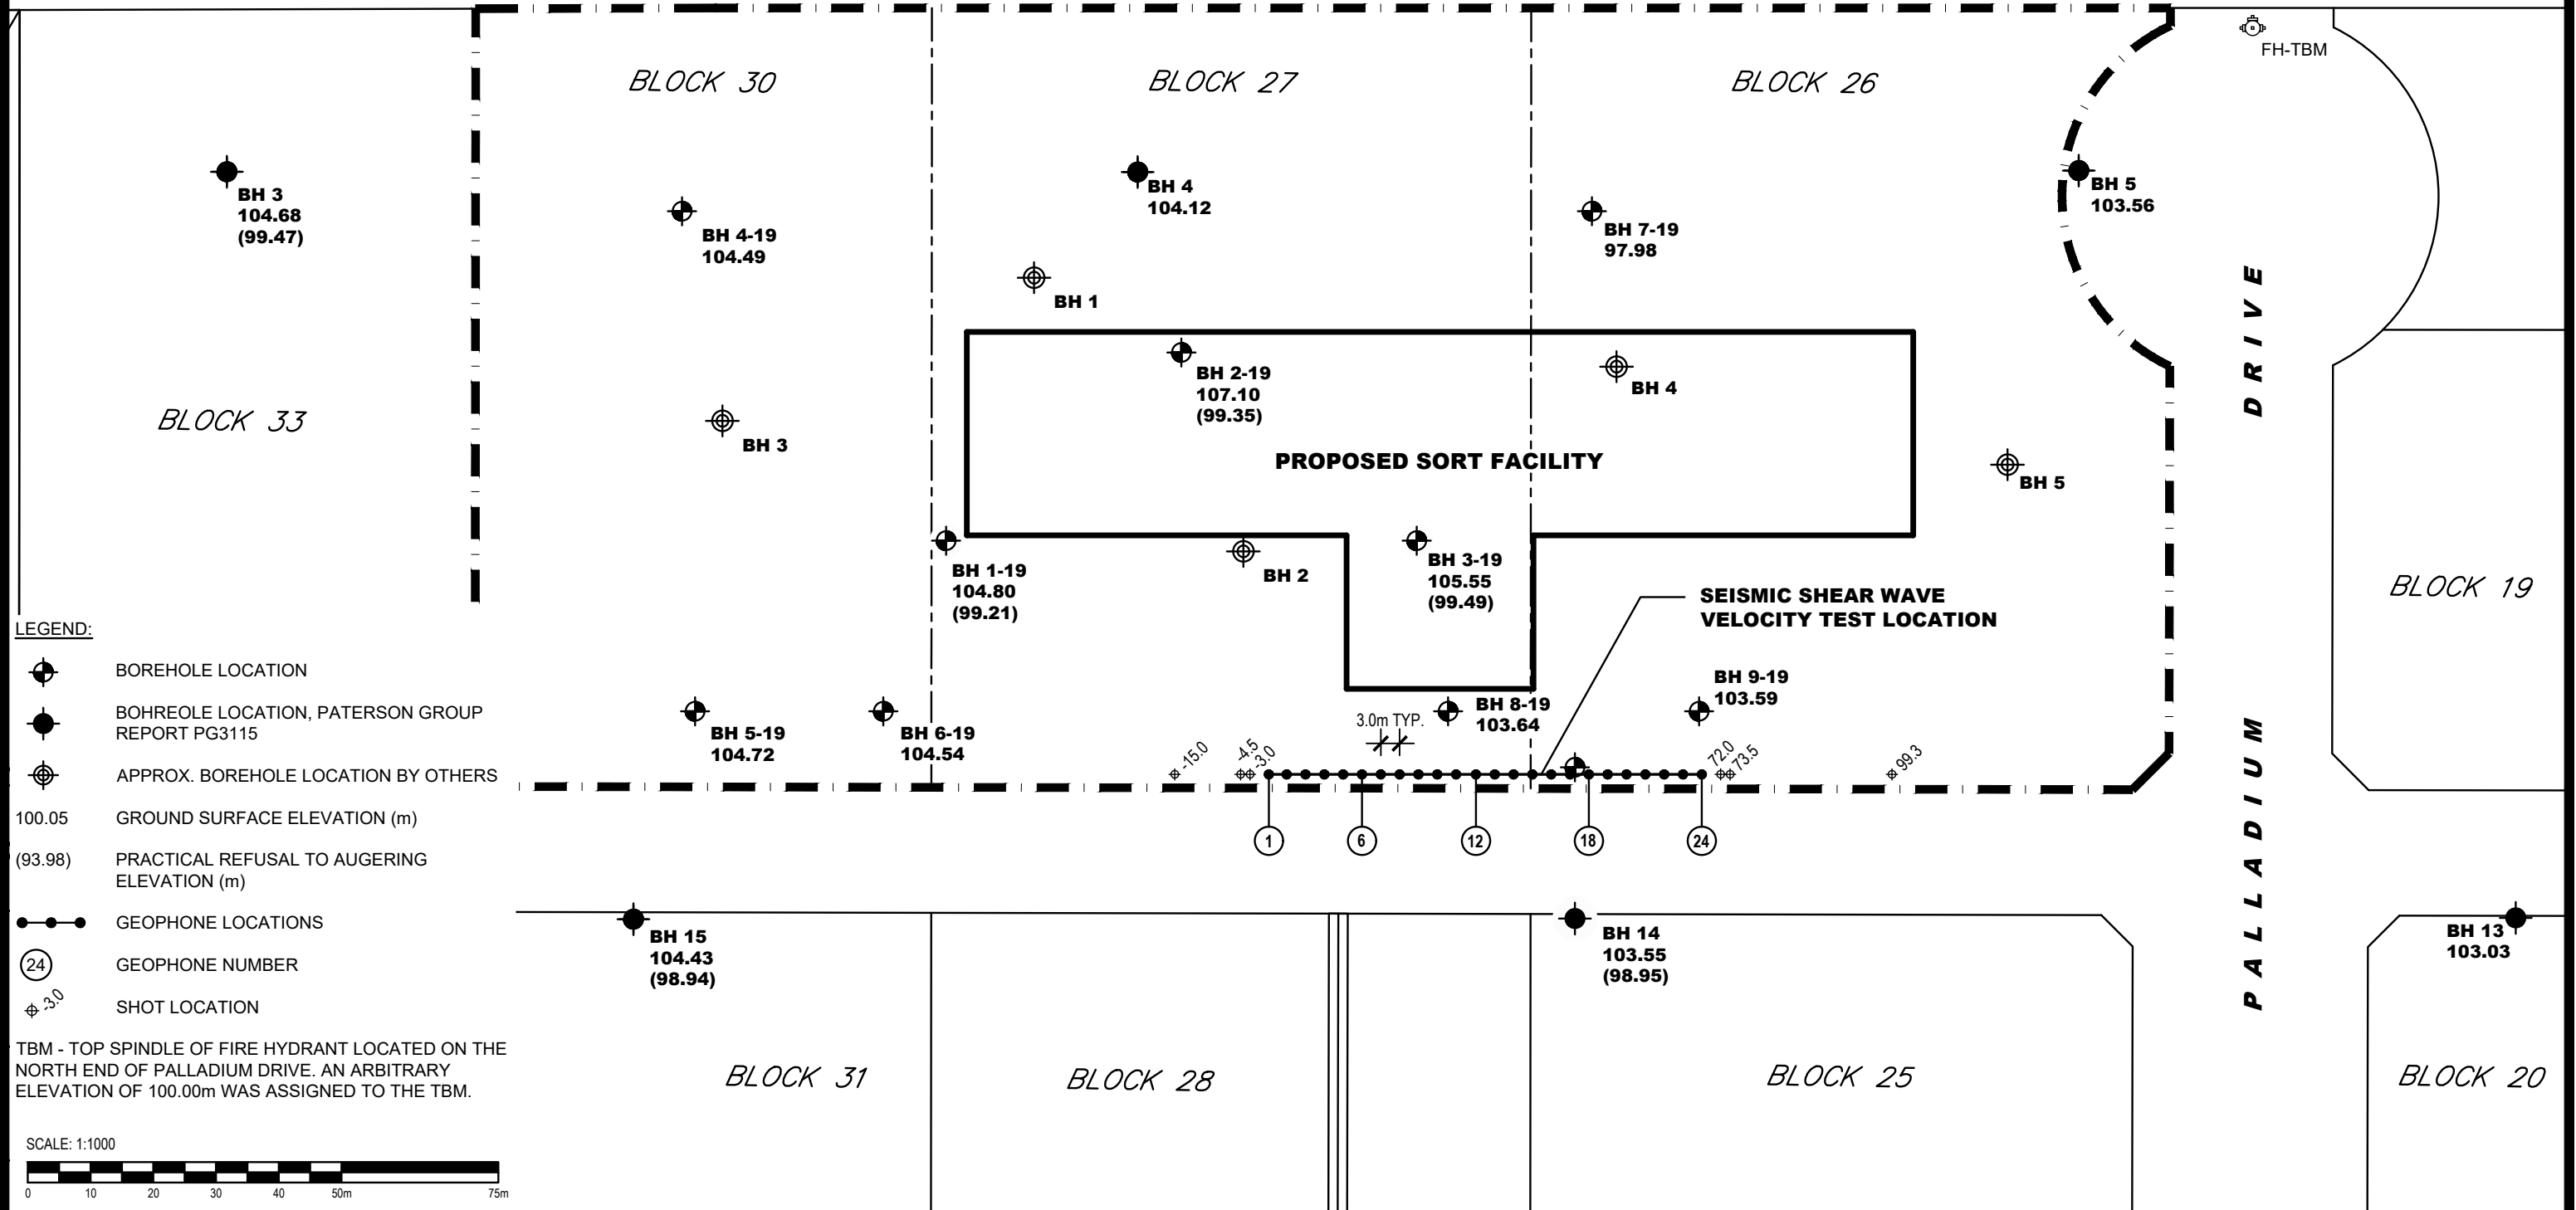 FH-TBM
BLOCK 30
BLOCK 27
BLOCK 26
BH 3
104.68
(99.47)
BH 4-19
104.49
BH 4
104.12
BH 7-19
97.98
BH 5
103.56
BH 1
BH 2-19
107.10
(99.35)
BH 4
BLOCK 33
BH 3
PROPOSED SORT FACILITY
BH 5
BH 1-19
104.80
(99.21)
BH 2
BH 3-19
105.55
(99.49)
SEISMIC SHEAR WAVE
VELOCITY TEST LOCATION
BLOCK 19
PALLADIUM DRIVE
BH 5-19
104.72
BH 6-19
104.54
3.0m TYP.
BH 8-19
103.64
BH 9-19
103.59
-15.0
-4.5
-3.0
72.0
73.5
99.3
1
6
12
18
24
BH 15
104.43
(98.94)
BH 14
103.55
(98.95)
BH 13
103.03
BLOCK 31
BLOCK 28
BLOCK 25
BLOCK 20
LEGEND:
BOREHOLE LOCATION
BOHREOLE LOCATION, PATERSON GROUP
REPORT PG3115
APPROX. BOREHOLE LOCATION BY OTHERS
100.05 GROUND SURFACE ELEVATION (m)
(93.98) PRACTICAL REFUSAL TO AUGERING
ELEVATION (m)
GEOPHONE LOCATIONS
24 GEOPHONE NUMBER
-3.0 SHOT LOCATION
TBM - TOP SPINDLE OF FIRE HYDRANT LOCATED ON THE
NORTH END OF PALLADIUM DRIVE. AN ARBITRARY
ELEVATION OF 100.00m WAS ASSIGNED TO THE TBM.
SCALE: 1:1000
0 10 20 30 40 50m 75m